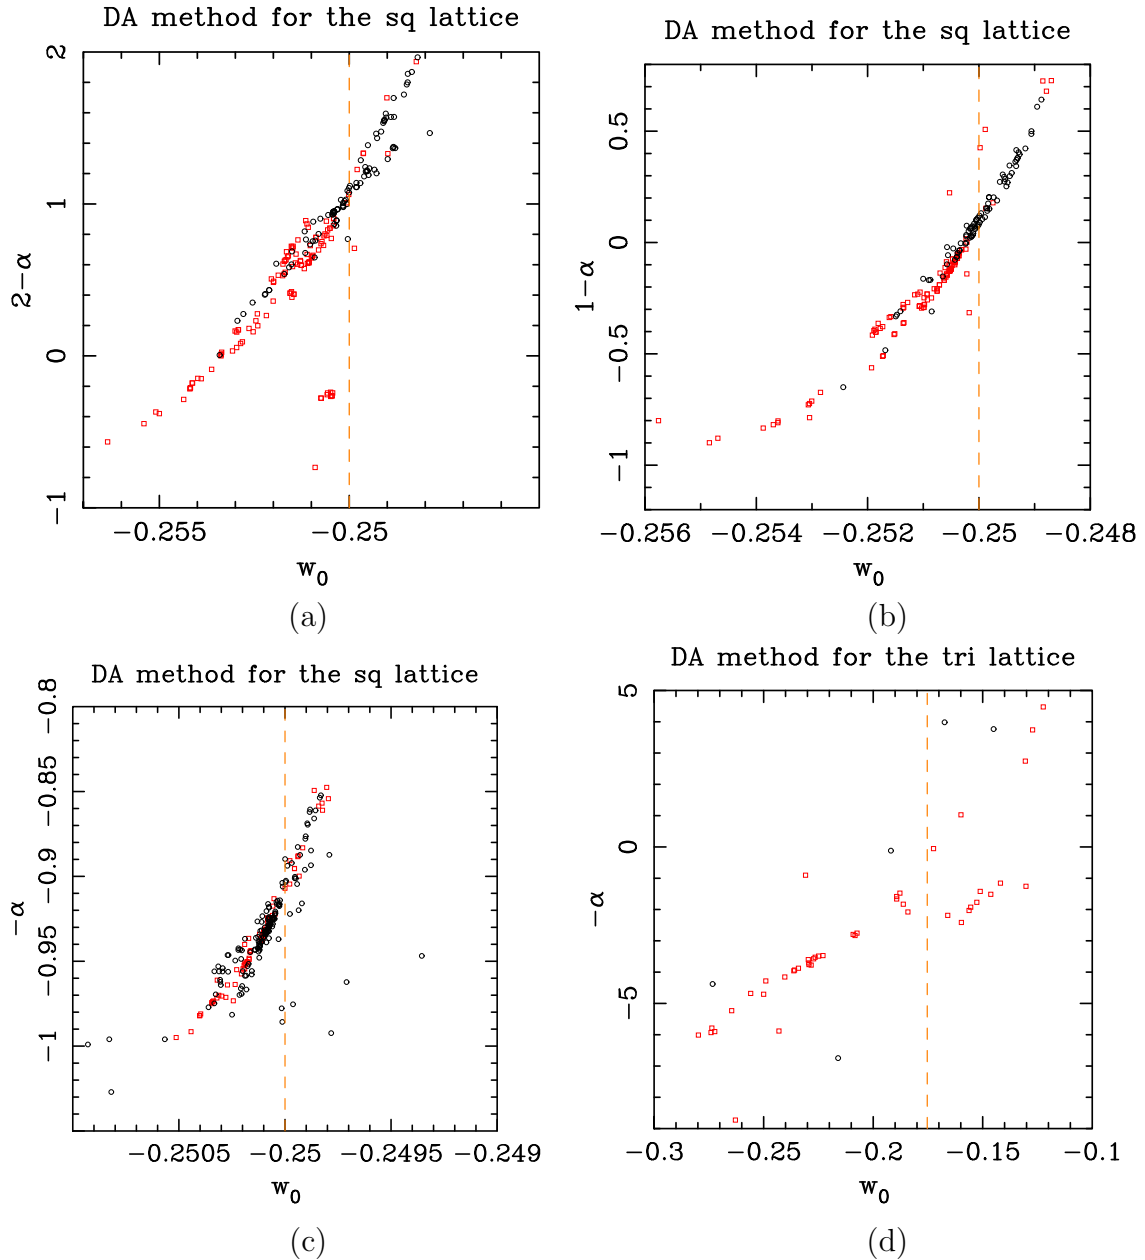 DA method for the sq lattice
2−α
2
1
0
−1
−0.255 −0.25
w0
(a)
DA method for the sq lattice
1−α
0.5
0
−0.5
−1
−0.256 −0.254 −0.252 −0.25 −0.248
w0
(b)
DA method for the sq lattice
−α
−0.8
−0.85
−0.9
−0.95
−1
−0.2505 −0.25 −0.2495 −0.249
w0
(c)
DA method for the tri lattice
−α
5
0
−5
−0.3 −0.25 −0.2 −0.15 −0.1
w0
(d)